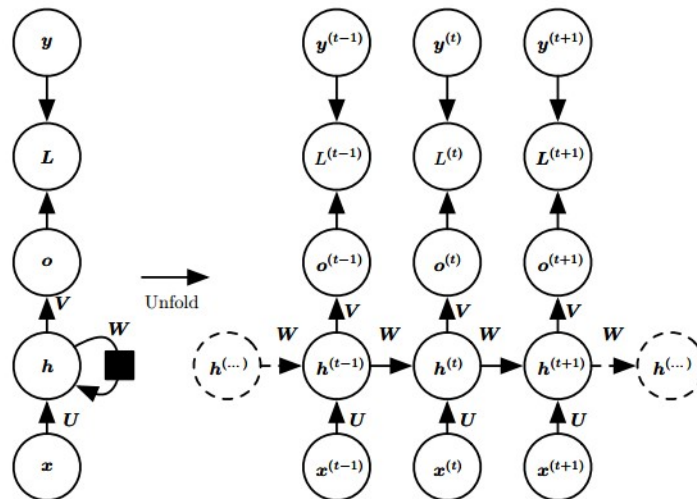 y y^(t−1) y^(t) y^(t+1)
L L^(t−1) L^(t) L^(t+1)
o o^(t−1) o^(t) o^(t+1)
Unfold
V V V V
W W W W W
h h^(...) h^(t−1) h^(t) h^(t+1) h^(...)
U U U U
x x^(t−1) x^(t) x^(t+1)